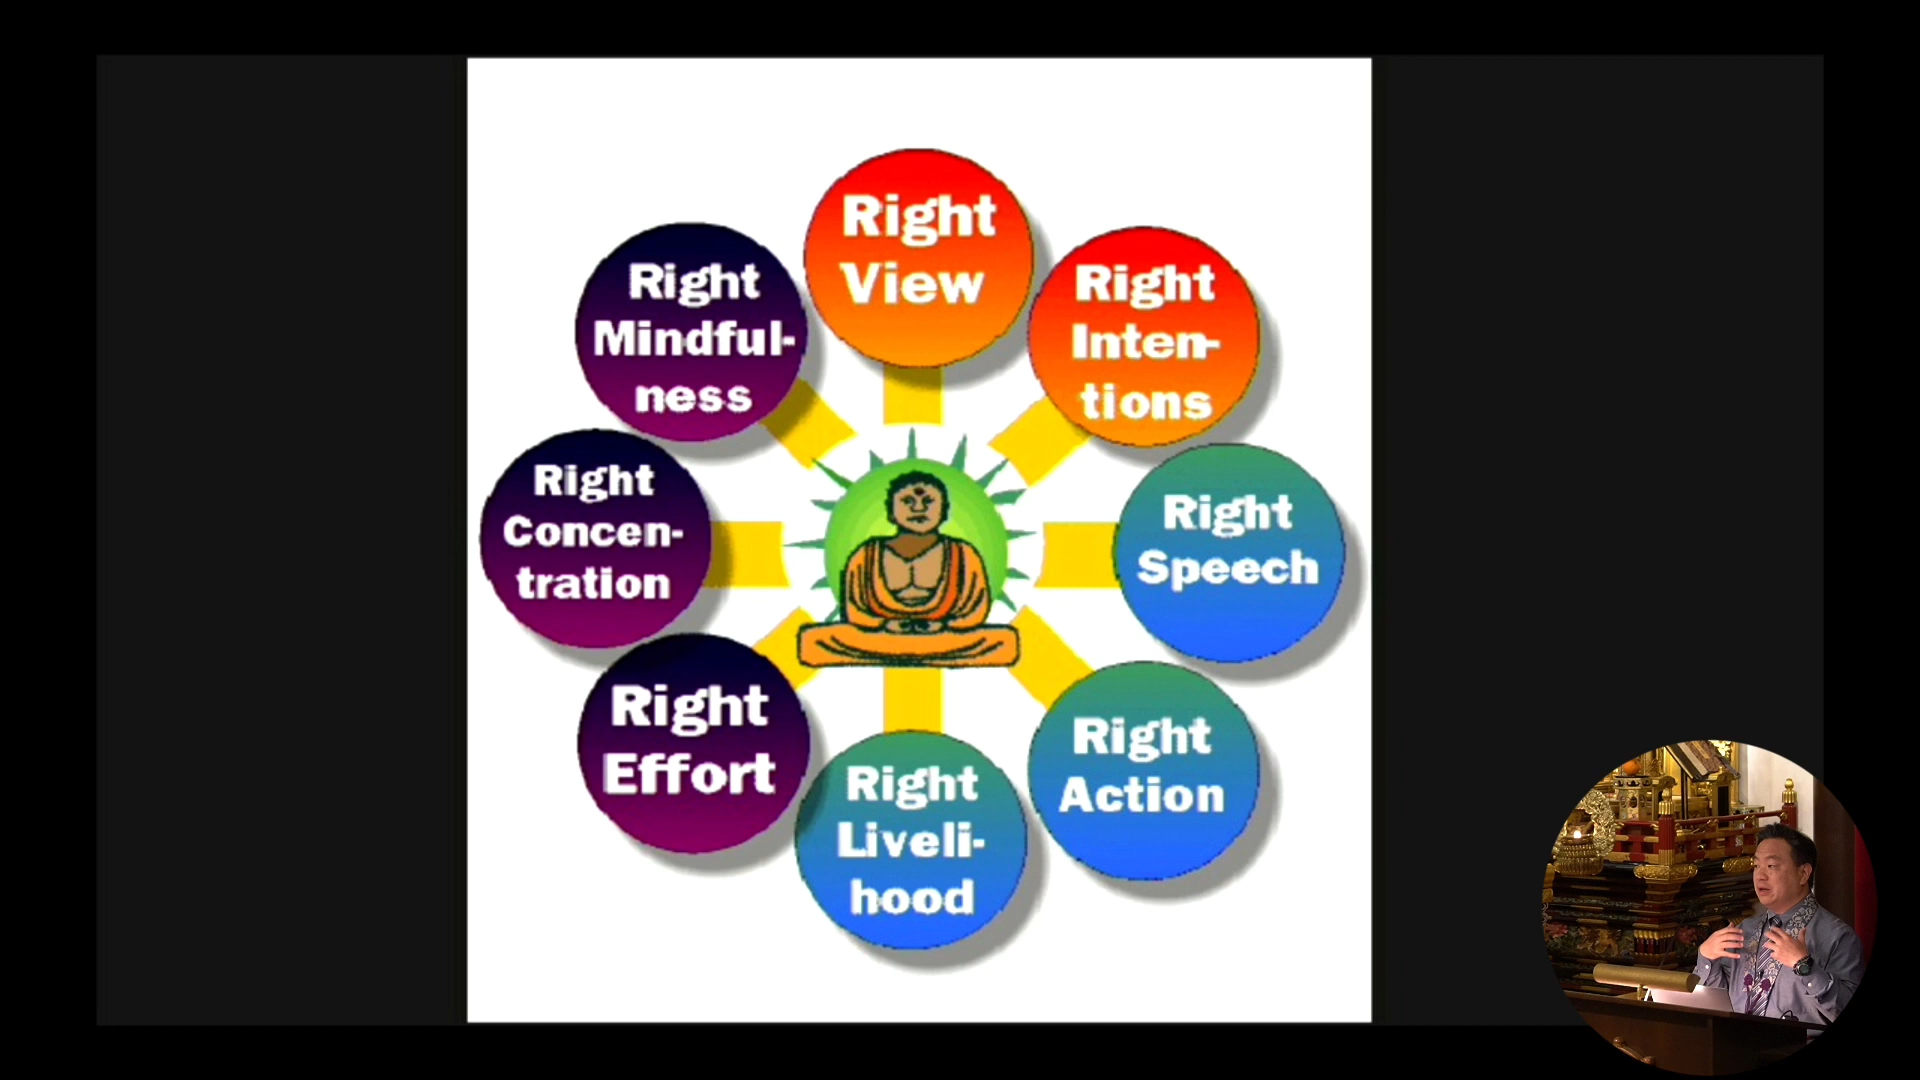 Right
View
Right
Inten-
tions
Right
Speech
Right
Action
Right
Liveli-
hood
Right
Effort
Right
Concen-
tration
Right
Mindful-
ness